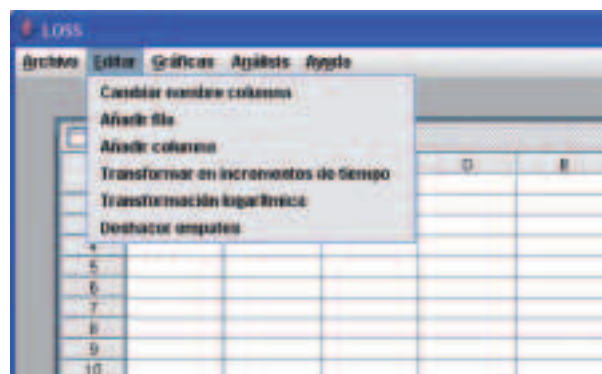 LOSS
Archivo Editar Gráficas Análisis Ayuda
Cambiar nombre columna
Añadir fila
Añadir columna
Transformar en incrementos de tiempo
Transformación logarítmica
Deshacer empates
D E
4
5
6
7
8
9
10